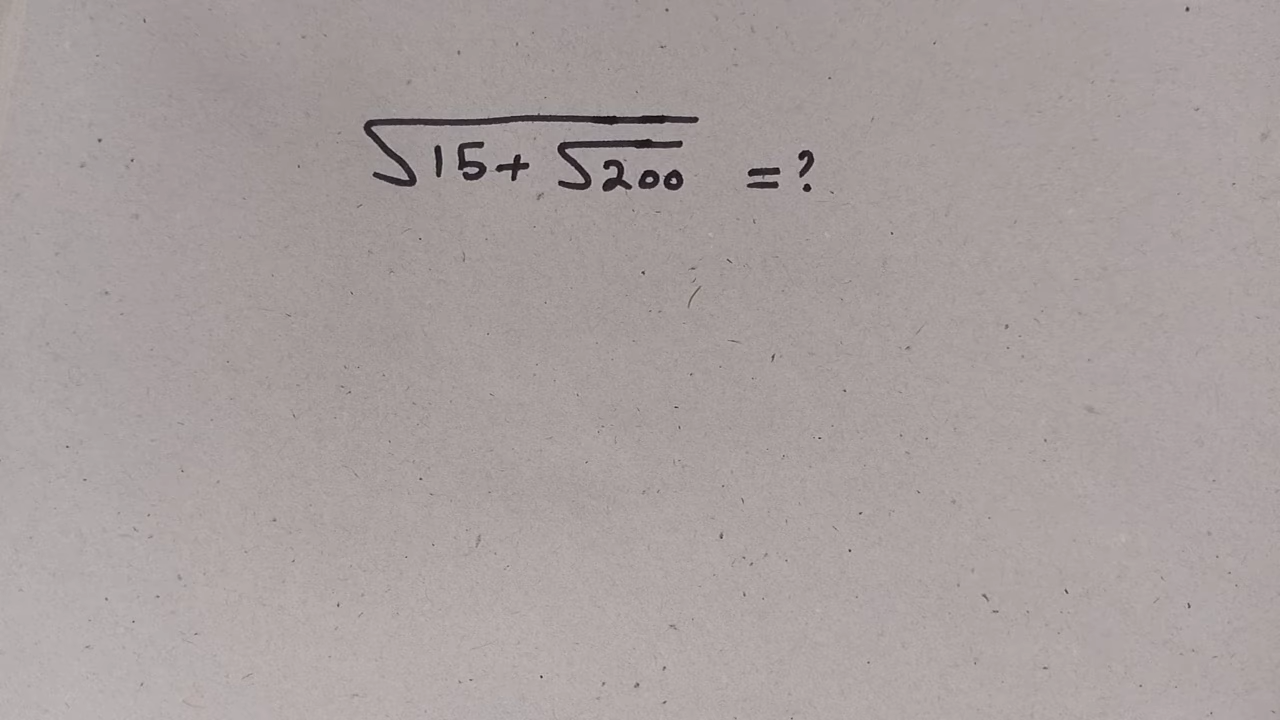 √(15+√200) = ?